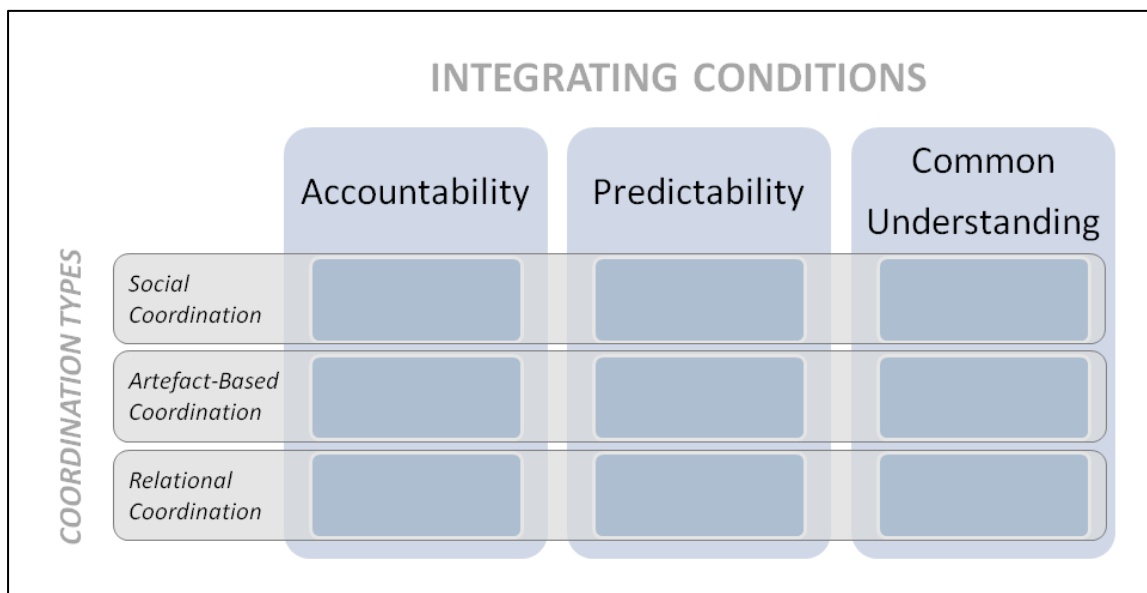 INTEGRATING CONDITIONS
Accountability
Predictability
Common
Understanding
COORDINATION TYPES
Social
Coordination
Artefact-Based
Coordination
Relational
Coordination